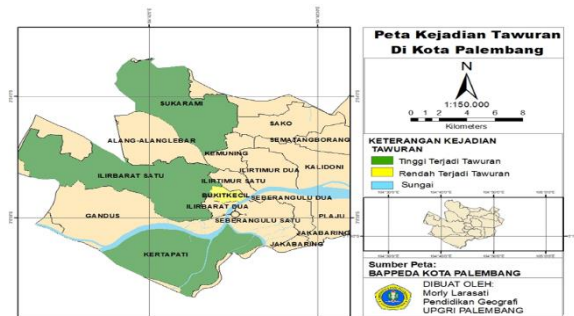 Peta Kejadian Tawuran
Di Kota Palembang
N
1:150.000
0 1 2 4 6 8
Kilometers
KETERANGAN KEJADIAN
TAWURAN
Tinggi Terjadi Tawuran
Rendah Terjadi Tawuran
Sungai
Sumber Peta:
BAPPEDA KOTA PALEMBANG
DIBUAT OLEH:
Morly Larasati
Pendidikan Geografi
UPGRI PALEMBANG
SUKARAMI
SAKO
ALANG-ALANGLEBAR
SEMATANGBORANG
KEMUNING
KALIDONI
ILIRTIMUR DUA
ILIRBARAT SATU
ILIRTIMUR SATU
BUKITKECIL
SEBERANGULU DUA
ILIRBARAT DUA
GANDUS
SEBERANGULU SATU
PLAJU
JAKABARING
JAKABARING
KERTAPATI